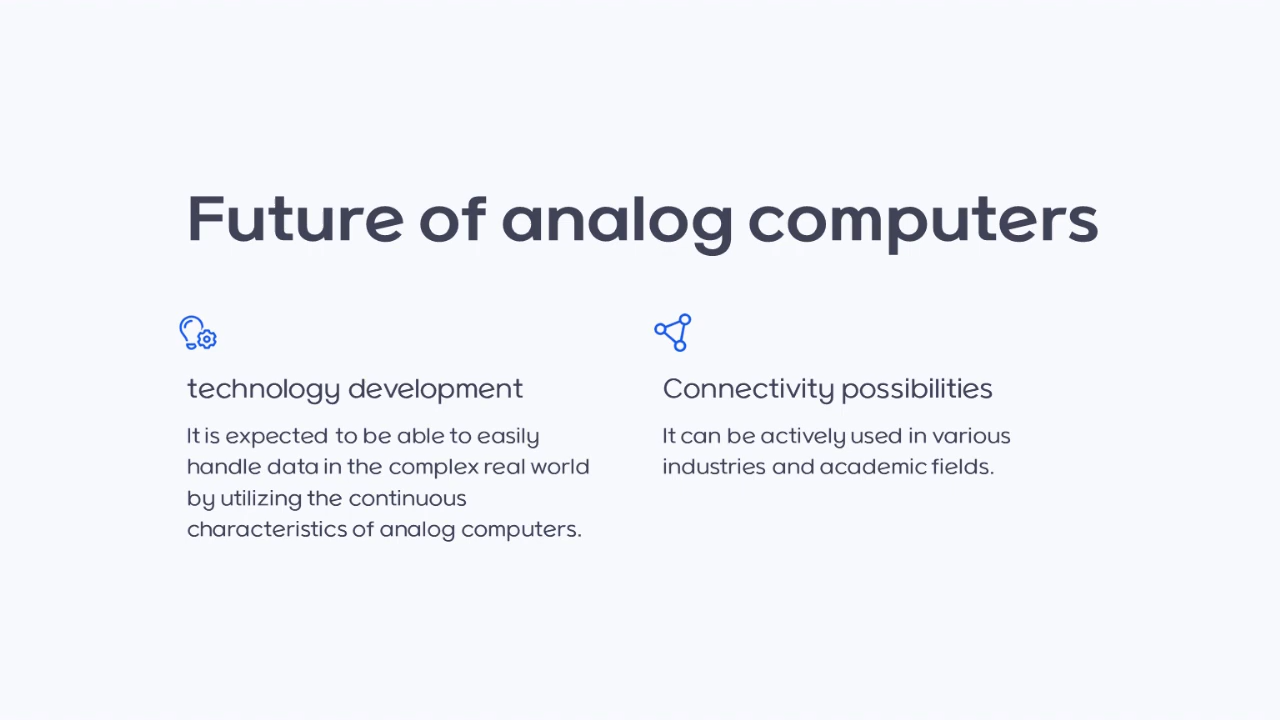 Future of analog computers
technology development
It is expected to be able to easily
handle data in the complex real world
by utilizing the continuous
characteristics of analog computers.
Connectivity possibilities
It can be actively used in various
industries and academic fields.